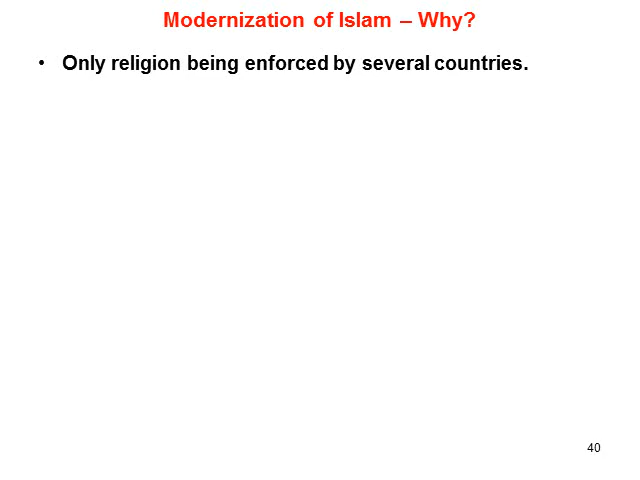 Modernization of Islam – Why?
• Only religion being enforced by several countries.
40